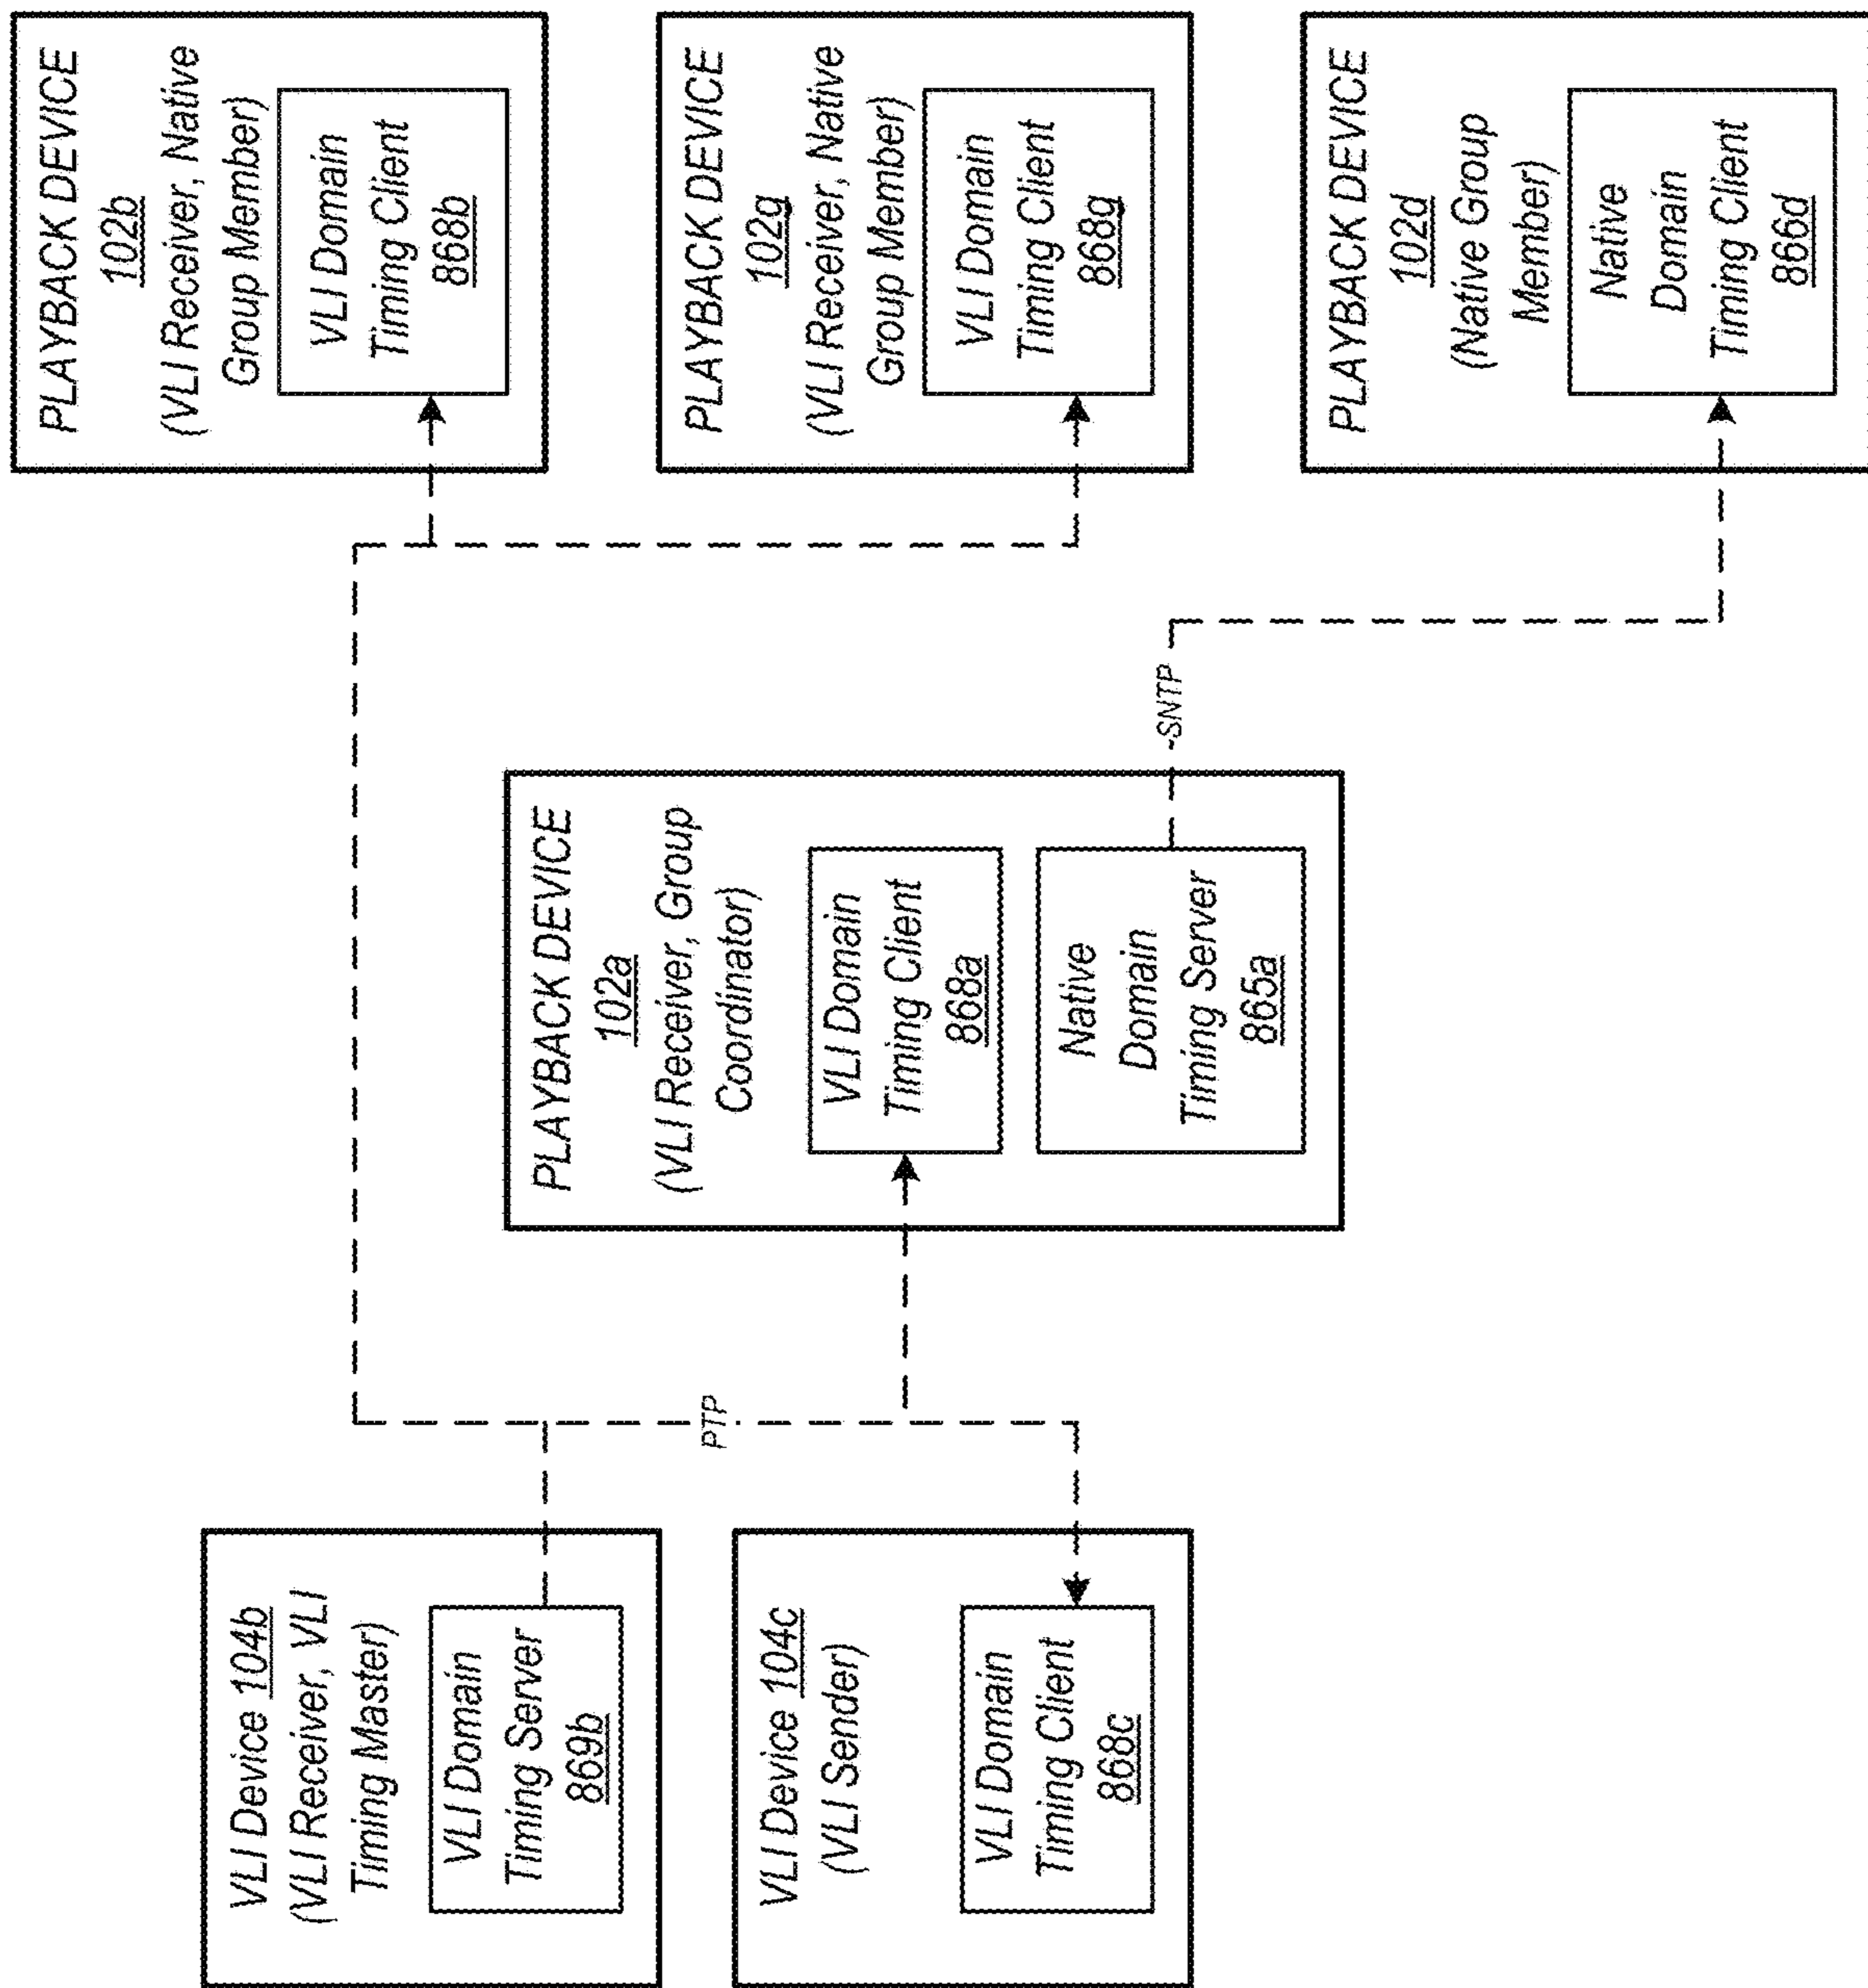 VLI Device 104b
(VLI Receiver, VLI
Timing Master)
VLI Domain
Timing Server
869b
VLI Device 104c
(VLI Sender)
VLI Domain
Timing Client
868c
PTP
PLAYBACK DEVICE
102a
(VLI Receiver, Group
Coordinator)
VLI Domain
Timing Client
868a
Native
Domain
Timing Server
865a
SNTP
PLAYBACK DEVICE
102b
(VLI Receiver, Native
Group Member)
VLI Domain
Timing Client
868b
PLAYBACK DEVICE
102g
(VLI Receiver, Native
Group Member)
VLI Domain
Timing Client
868g
PLAYBACK DEVICE
102d
(Native Group
Member)
Native
Domain
Timing Client
866d